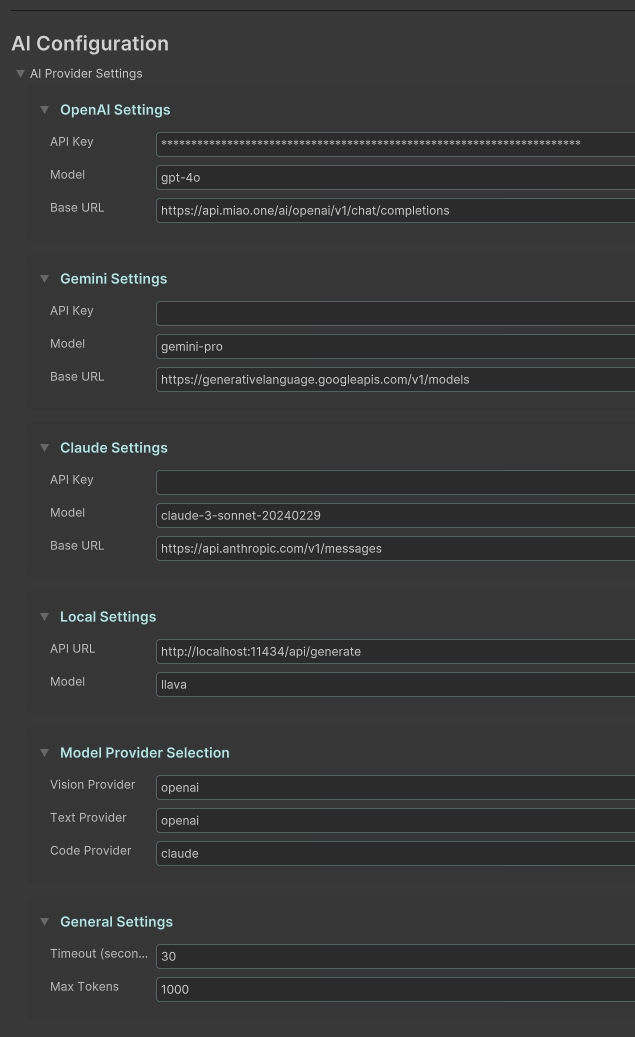 AI Configuration
AI Provider Settings
OpenAI Settings
API Key **********************************************************************
Model gpt-4o
Base URL https://api.miao.one/ai/openai/v1/chat/completions
Gemini Settings
API Key
Model gemini-pro
Base URL https://generativelanguage.googleapis.com/v1/models
Claude Settings
API Key
Model claude-3-sonnet-20240229
Base URL https://api.anthropic.com/v1/messages
Local Settings
API URL http://localhost:11434/api/generate
Model llava
Model Provider Selection
Vision Provider openai
Text Provider openai
Code Provider claude
General Settings
Timeout (secon... 30
Max Tokens 1000